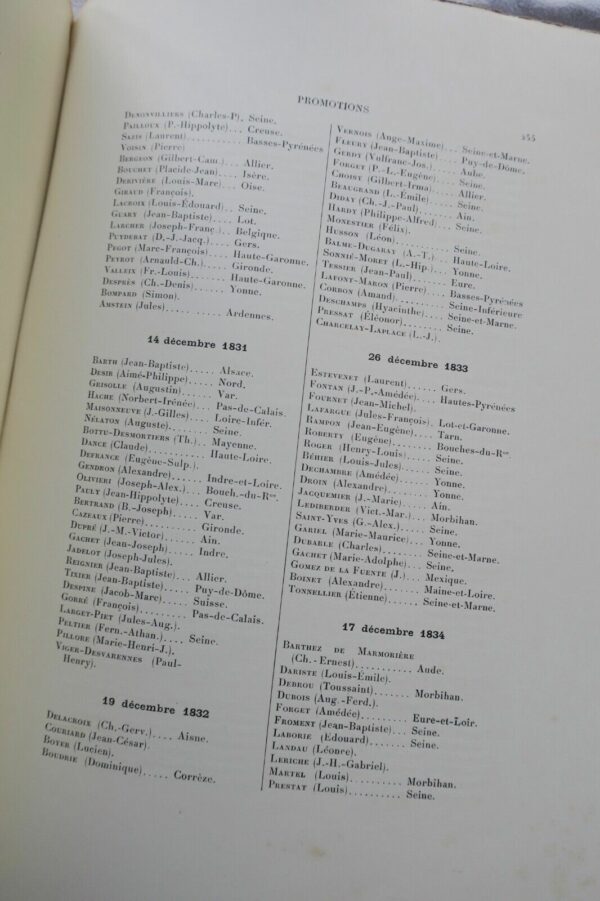 PROMOTIONS
355
DENONVILLIERS (Charles-P). Seine.
PAILLOUX (P.-Hippolyte)... Creuse.
SAZIS (Laurent)........... Basses-Pyrénées
VOISIN (Pierre)
BERGEON (Gilbert-Cam.).. Allier.
BOUCHET (Placide-Jean)... Isère.
DERIVIÈRE (Louis-Marc)... Oise.
GIRAUD (François).
LACROIX (Louis-Édouard).. Seine.
GUARY (Jean-Baptiste).... Lot.
LARCHER (Joseph-Franç.).. Belgique.
PUYDEBAT (D.-J.-Jacq.).... Gers.
PEGOT (Marc-François).... Haute-Garonne.
PEYROT (Arnauld-Ch.)..... Gironde.
VALLEIX (Fr.-Louis)....... Haute-Garonne.
DESPRÈS (Ch.-Denis)...... Yonne.
BOMPARD (Simon).
AMSTEIN (Jules).......... Ardennes.
14 décembre 1831
BARTH (Jean-Baptiste)..... Alsace.
DESIR (Aimé-Philippe)..... Nord.
GRISOLLE (Augustin)...... Var.
HACHE (Norbert-Irénée)... Pas-de-Calais.
MAISONNEUVE (J.-Gilles)... Loire-Infér.
NÉLATON (Auguste)........ Seine.
BOTTU-DESMORTIERS (Th.).. Mayenne.
DANCE (Claude)........... Haute-Loire.
DEFRANCE (Eugène-Sulp.).
GENDRON (Alexandre)...... Indre-et-Loire.
OLIVIERI (Joseph-Alex.)... Bouch.-du-Rⁿᵉ.
PAULY (Jean-Hippolyte).... Creuse.
BERTRAND (B.-Joseph)..... Var.
CAZEAUX (Pierre).......... Gironde.
DUFRÉ (J.-M.-Victor)...... Ain.
GACHET (Jean-Joseph)..... Indre.
JADELOT (Joseph-Jules).
REIGNIER (Jean-Baptiste)... Allier.
TIXIER (Jean-Baptiste)..... Puy-de-Dôme.
DESPINE (Jacob-Marc)..... Suisse.
GORRÉ (François).......... Pas-de-Calais.
LARGET-PIET (Jules-Aug.).
PELTIER (Fern.-Athan.).... Seine.
PILLORE (Marie-Henri-J.).
VIGER-DESVARENNES (Paul-
Henry).
19 décembre 1832
DELACROIX (Ch.-Gerv.).... Aisne.
COURIARD (Jean-César).
BOYER (Lucien).
BOUDRIE (Dominique)..... Corrèze.
VERNOIS (Ange-Maxime)... Seine-et-Marne.
FLEURY (Jean-Baptiste).... Puy-de-Dôme.
GERDY (Vulfranc-Jos.)..... Aube.
FORGET (P.-L.-Eugène).... Seine.
CHOISY (Gilbert-Irma)..... Allier.
BEAUGRAND (L.-Émile)..... Seine.
DIDAY (Ch.-J.-Paul)....... Ain.
HARDY (Philippe-Alfred)... Seine.
MONESTIER (Félix).
HUSSON (Léon)........... Seine.
BALME-DUGARAY (A.-T.).. Haute-Loire.
SONNIÉ-MORET (L.-Hip.).. Yonne.
TESSIER (Jean-Paul)....... Eure.
LAFONT-MARON (Pierre)... Basses-Pyrénées
CORBON (Amand)......... Seine-Inférieure
DESCHAMPS (Hyacinthe)... Seine-et-Marne.
PRESSAT (Éléonor)........ Seine.
CHARCELAY-LAPLACE (L.-J.).
26 décembre 1833
ESTEVENET (Laurent)...... Gers.
FONTAN (J.-P.-Amédée)... Hautes-Pyrénées
FOURNET (Jean-Michel).
LAFARGUE (Jules-François). Lot-et-Garonne.
RAMPON (Jean-Eugène).... Tarn.
ROBERTY (Eugène)........ Bouches-du-Rⁿᵉ.
ROGER (Henry-Louis)...... Seine.
BÉHIER (Louis-Jules)...... Seine.
DECHAMBRE (Amédée)..... Yonne.
DROIN (Alexandre)........ Yonne.
JACQUEMIER (J.-Marie)..... Ain.
LEDIBERDER (Vict.-Mar.)... Morbihan.
SAINT-YVES (G.-Alex.)..... Seine.
GARIEL (Marie-Maurice)... Yonne.
DURABLE (Charles)........ Seine-et-Marne.
GACHET (Marie-Adolphe).. Seine.
GOMEZ DE LA FUENTE (J.).. Mexique.
BOINET (Alexandre)....... Maine-et-Loire.
TONNELLIER (Étienne)..... Seine-et-Marne.
17 décembre 1834
BARTHEZ DE MARMORIÈRE
(Ch.-Ernest)........... Aude.
DARISTE (Louis-Émile).
DEBROU (Toussaint)....... Morbihan.
DUBOIS (Aug.-Ferd.).
FORGET (Amédée)......... Eure-et-Loir.
FROMENT (Jean-Baptiste)... Seine.
LABORIE (Edouard)........ Seine.
LANDAU (Léonce).
LERICHE (J.-H.-Gabriel).
MARTEL (Louis)........... Morbihan.
PRESTAT (Louis)........... Seine.